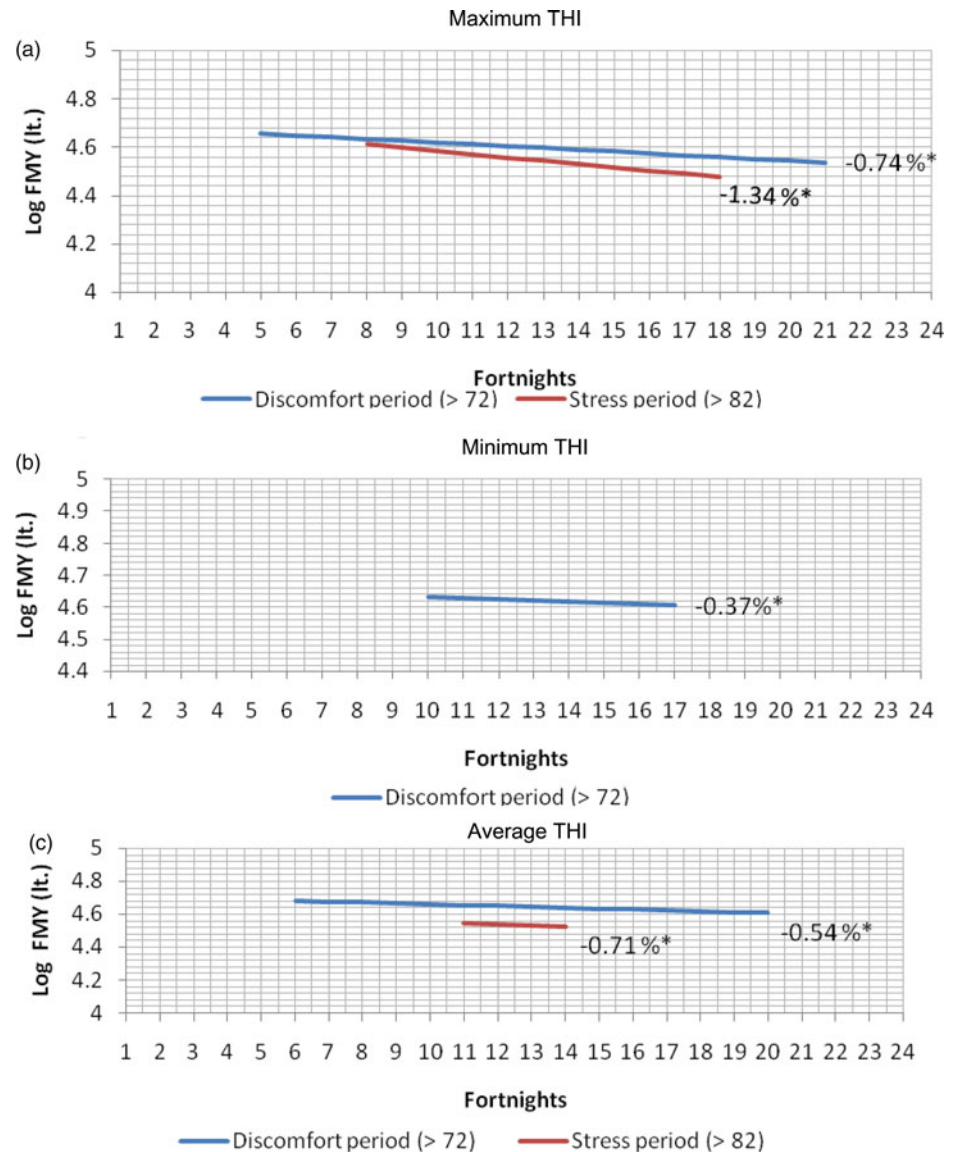 Maximum THI
(a)
5
4.8
4.6
4.4
4.2
4
Log FMY (lt.)
-0.74 %*
-1.34 %*
1 2 3 4 5 6 7 8 9 10 11 12 13 14 15 16 17 18 19 20 21 22 23 24
Fortnights
Discomfort period (> 72) Stress period (> 82)
Minimum THI
(b)
5
4.9
4.8
4.7
4.6
4.5
4.4
Log FMY (lt.)
-0.37%*
1 2 3 4 5 6 7 8 9 10 11 12 13 14 15 16 17 18 19 20 21 22 23 24
Fortnights
Discomfort period (> 72)
Average THI
(c)
5
4.8
4.6
4.4
4.2
4
Log FMY (lt.)
-0.71 %*
-0.54 %*
1 2 3 4 5 6 7 8 9 10 11 12 13 14 15 16 17 18 19 20 21 22 23 24
Fortnights
Discomfort period (> 72) Stress period (> 82)